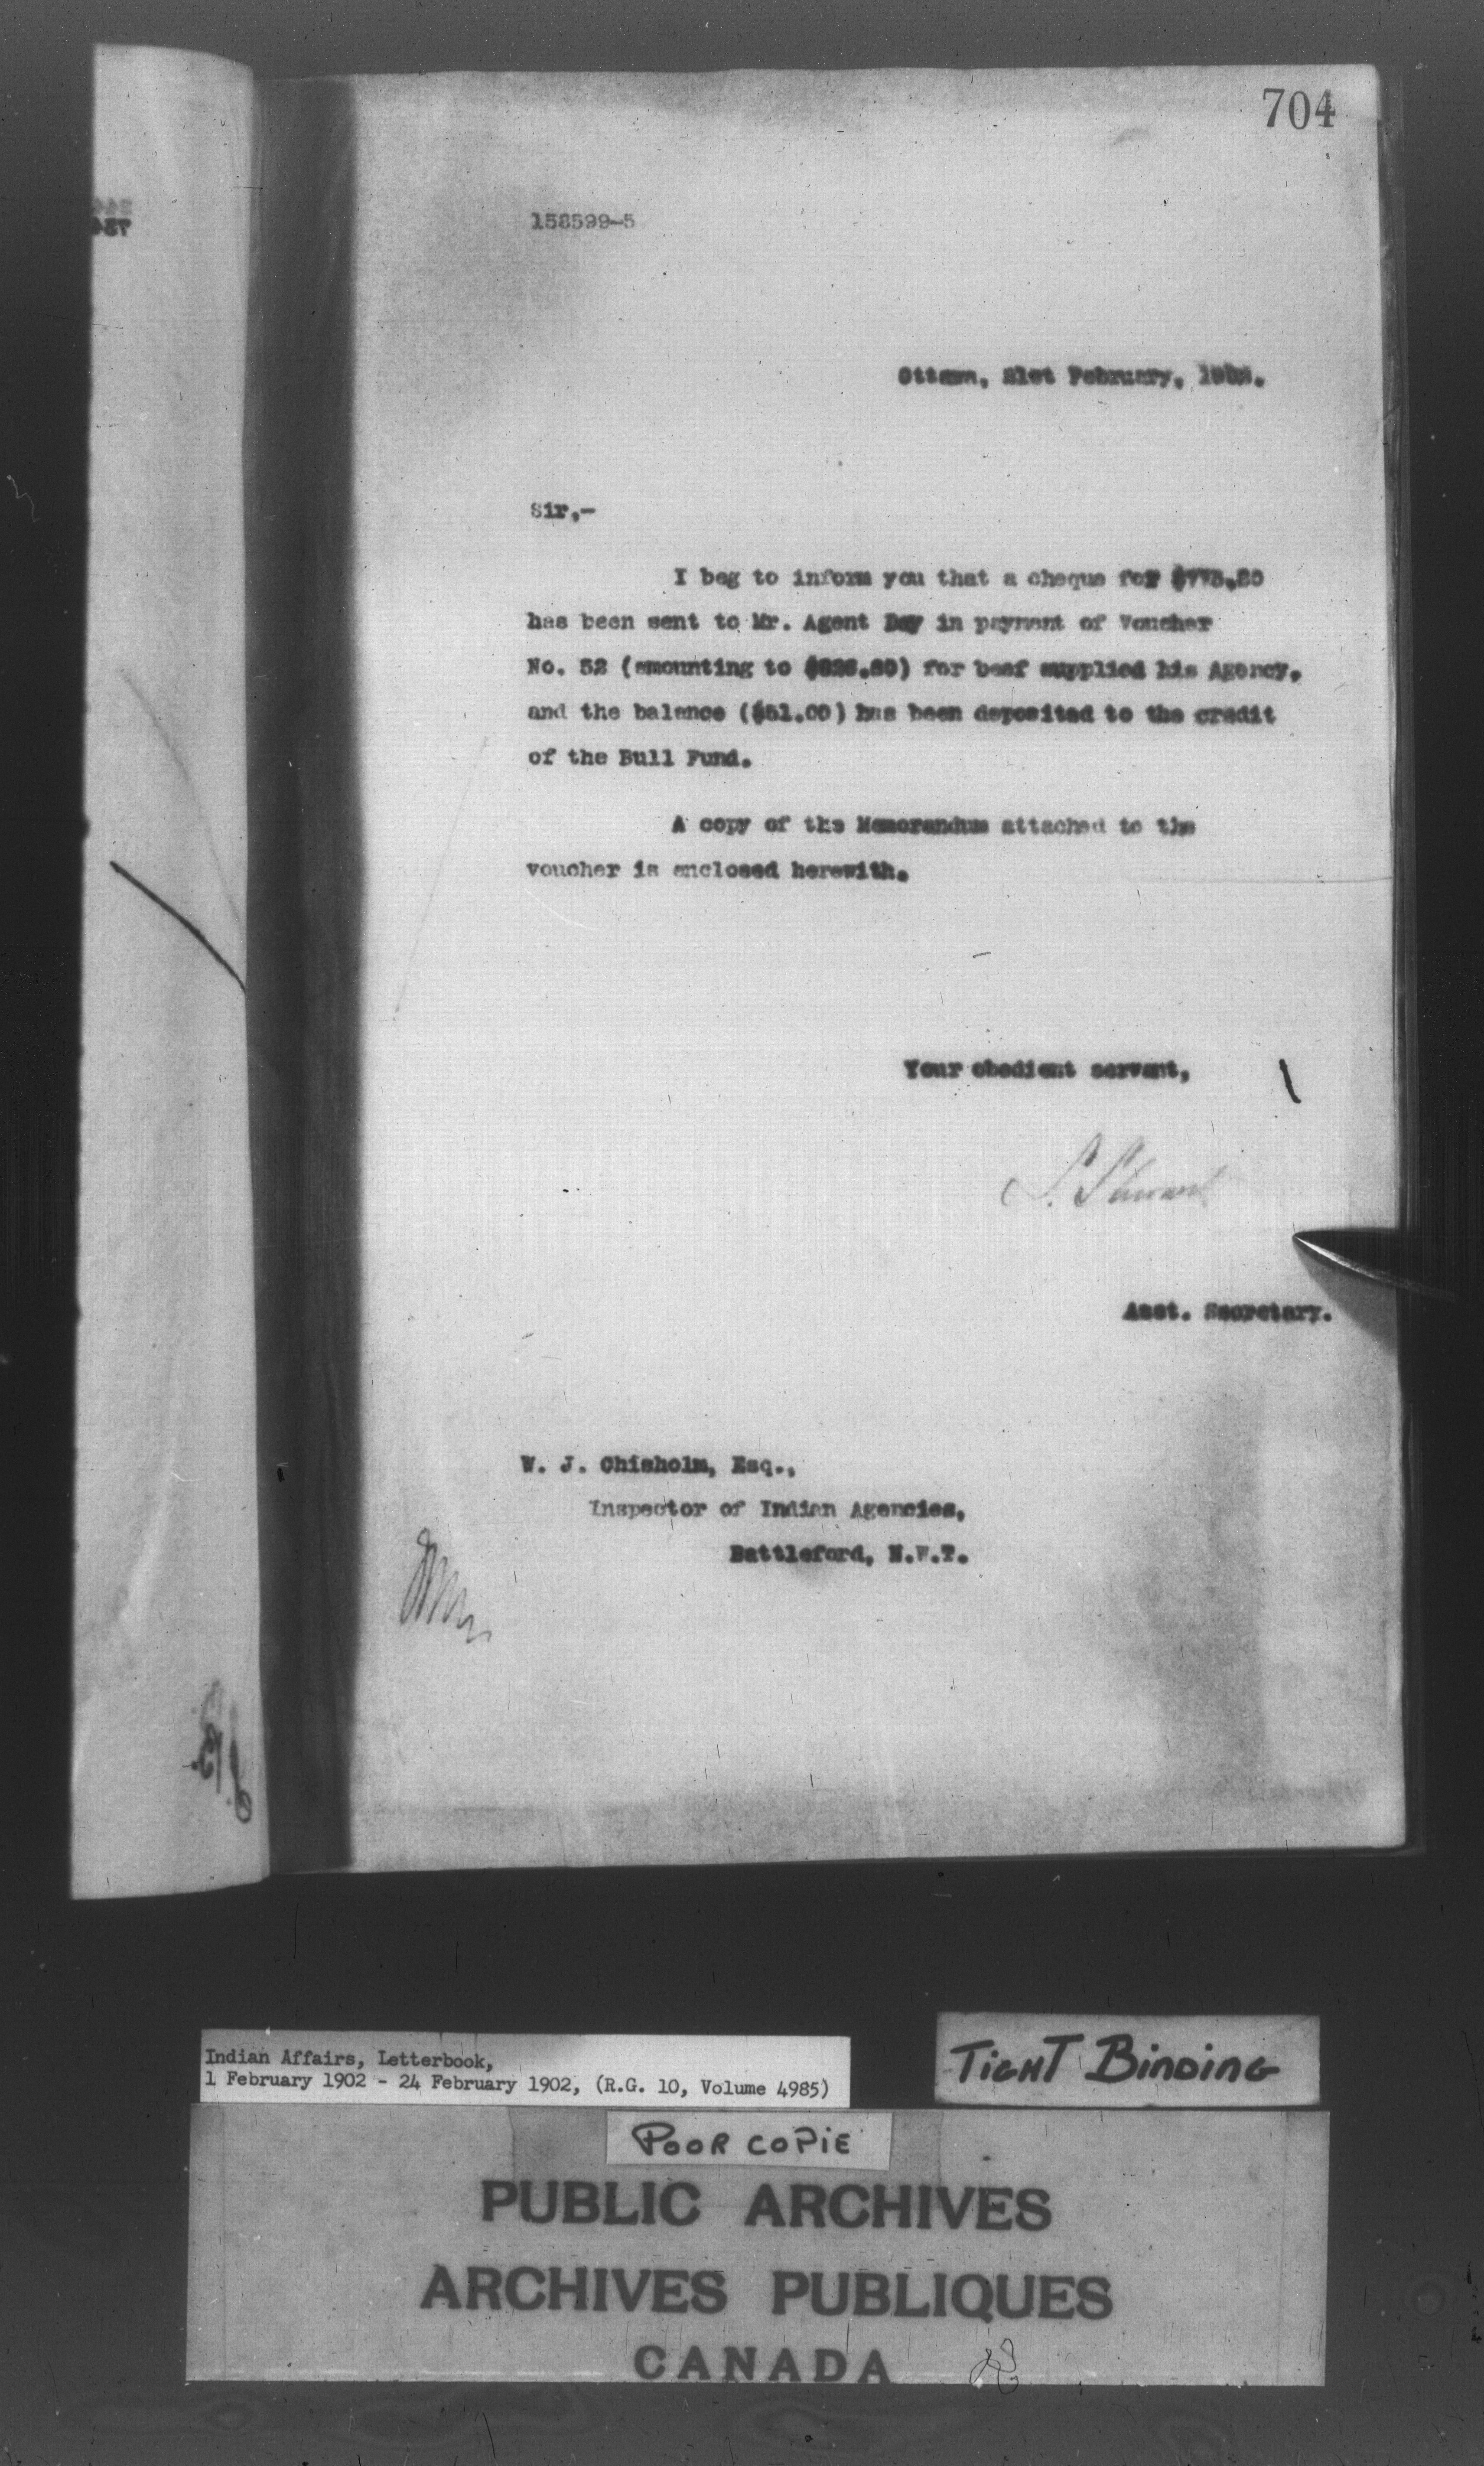 704
158599-5
Ottawa, 21st February, 1902.
Sir,-
I beg to inform you that a cheque for $775.80
has been sent to Mr. Agent Day in payment of Voucher
No. 52 (amounting to $826.80) for beef supplied his Agency,
and the balance ($51.00) has been deposited to the credit
of the Bull Fund.
A copy of the Memorandum attached to the
voucher is enclosed herewith.
Your obedient servant,
S. Stewart
Asst. Secretary.
W. J. Chisholm, Esq.,
Inspector of Indian Agencies,
Battleford, N.W.T.
Indian Affairs, Letterbook,
1 February 1902 - 24 February 1902, (R.G. 10, Volume 4985)
TIGHT BINDING
POOR COPIE
PUBLIC ARCHIVES
ARCHIVES PUBLIQUES
CANADA